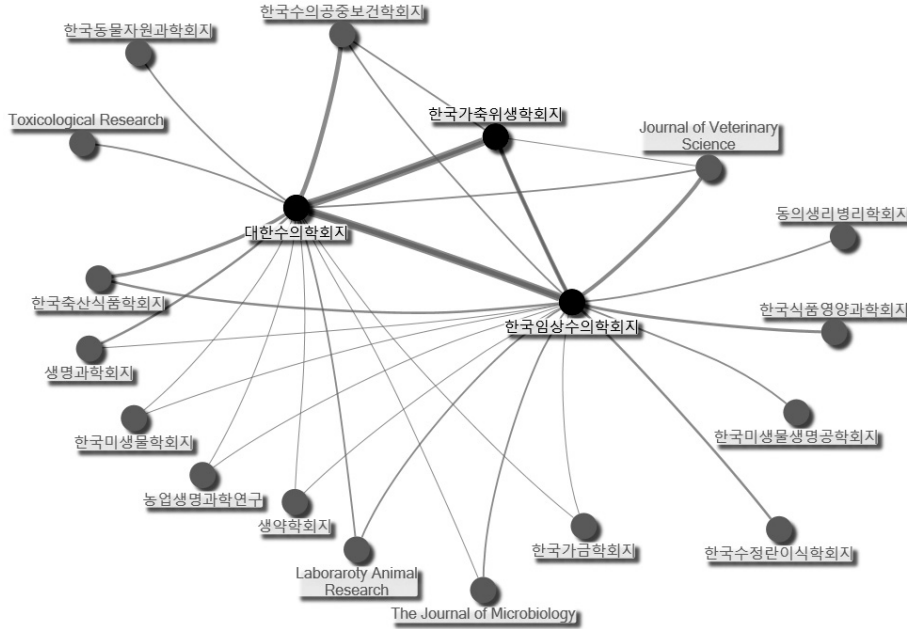 한국동물자원과학회지
한국수의공중보건학회지
Toxicological Research
한국가축위생학회지
Journal of Veterinary
Science
대한수의학회지
동의생리병리학회지
한국축산식품학회지
한국임상수의학회지
한국식품영양과학회지
생명과학회지
한국미생물학회지
한국미생물생명공학회지
농업생명과학연구
생약학회지
한국가금학회지
한국수정란이식학회지
Laboraroty Animal
Research
The Journal of Microbiology